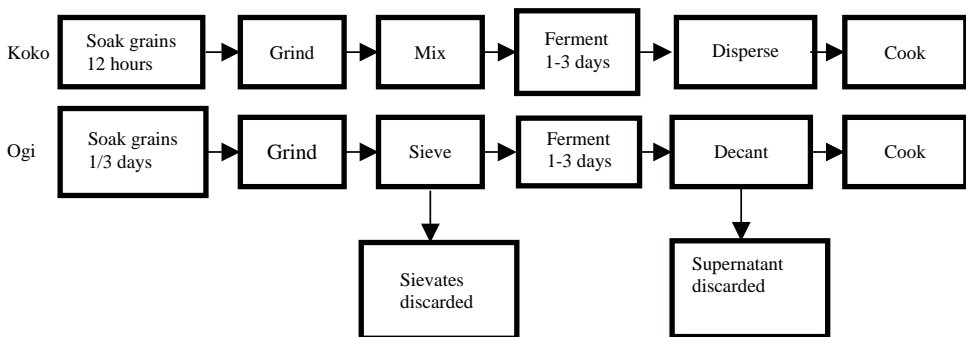 Koko
Soak grains
12 hours
Grind
Mix
Ferment
1-3 days
Disperse
Cook
Ogi
Soak grains
1/3 days
Grind
Sieve
Ferment
1-3 days
Decant
Cook
Sievates
discarded
Supernatant
discarded